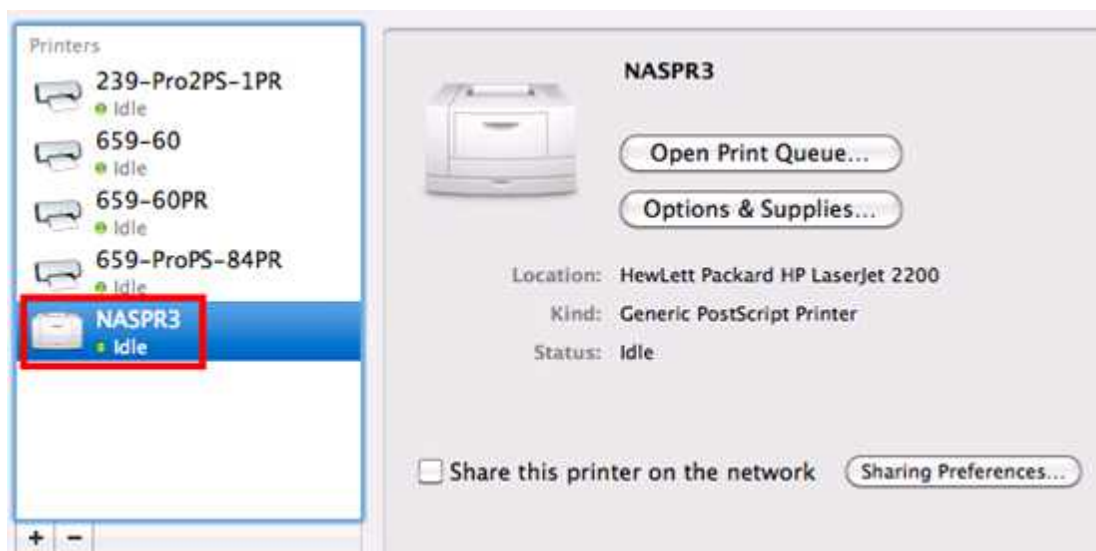 Printers
239-Pro2PS-1PR
Idle
659-60
Idle
659-60PR
Idle
659-ProPS-84PR
Idle
NASPR3
Idle
+ -
NASPR3
Open Print Queue...
Options & Supplies...
Location: HewLett Packard HP LaserJet 2200
Kind: Generic PostScript Printer
Status: Idle
Share this printer on the network
Sharing Preferences...